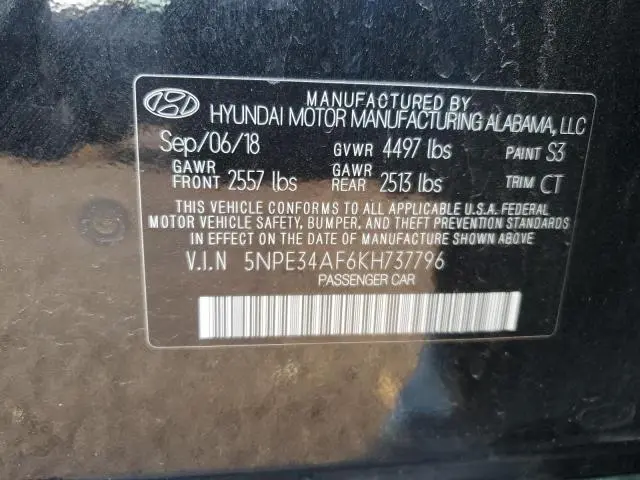 MANUFACTURED BY
HYUNDAI MOTOR MANUFACTURING ALABAMA, LLC
Sep/06/18 GVWR 4497 lbs PAINT S3
GAWR FRONT 2557 lbs GAWR REAR 2513 lbs TRIM CT
THIS VEHICLE CONFORMS TO ALL APPLICABLE U.S.A. FEDERAL
MOTOR VEHICLE SAFETY, BUMPER, AND THEFT PREVENTION STANDARDS
IN EFFECT ON THE DATE OF MANUFACTURE SHOWN ABOVE.
V.I.N 5NPE34AF6KH737796
PASSENGER CAR